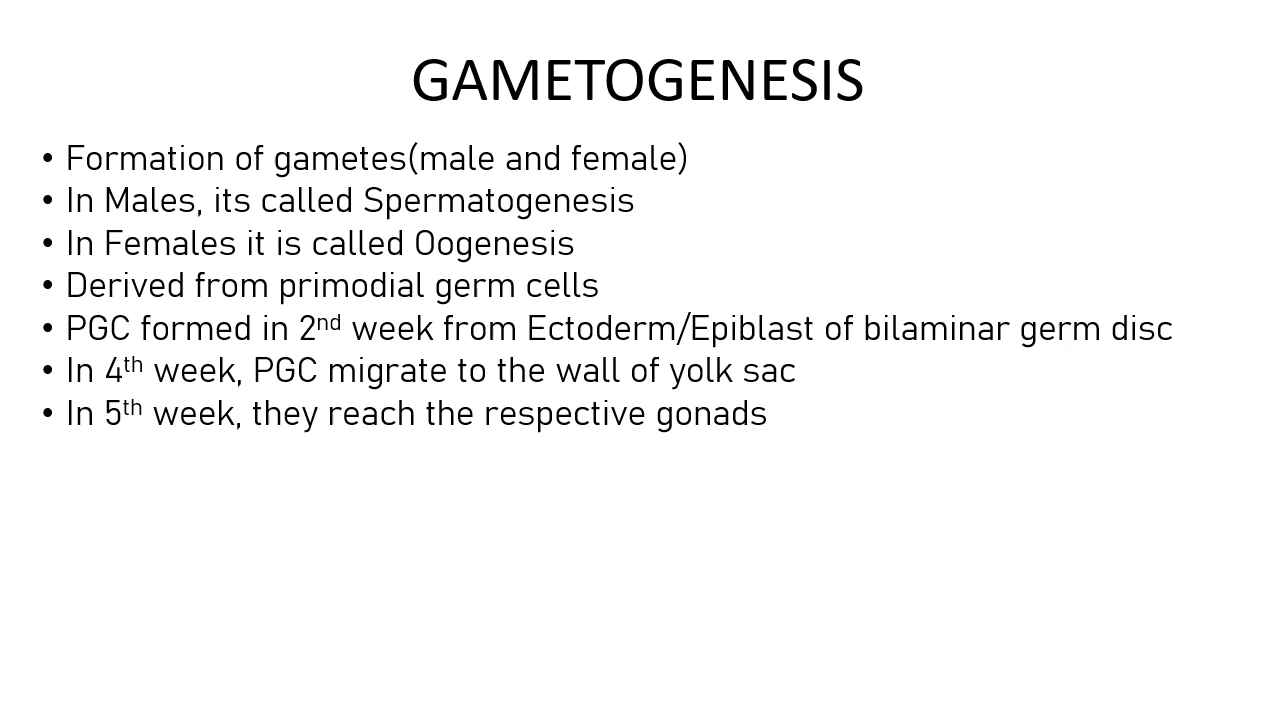 GAMETOGENESIS
• Formation of gametes(male and female)
• In Males, its called Spermatogenesis
• In Females it is called Oogenesis
• Derived from primodial germ cells
• PGC formed in 2nd week from Ectoderm/Epiblast of bilaminar germ disc
• In 4th week, PGC migrate to the wall of yolk sac
• In 5th week, they reach the respective gonads